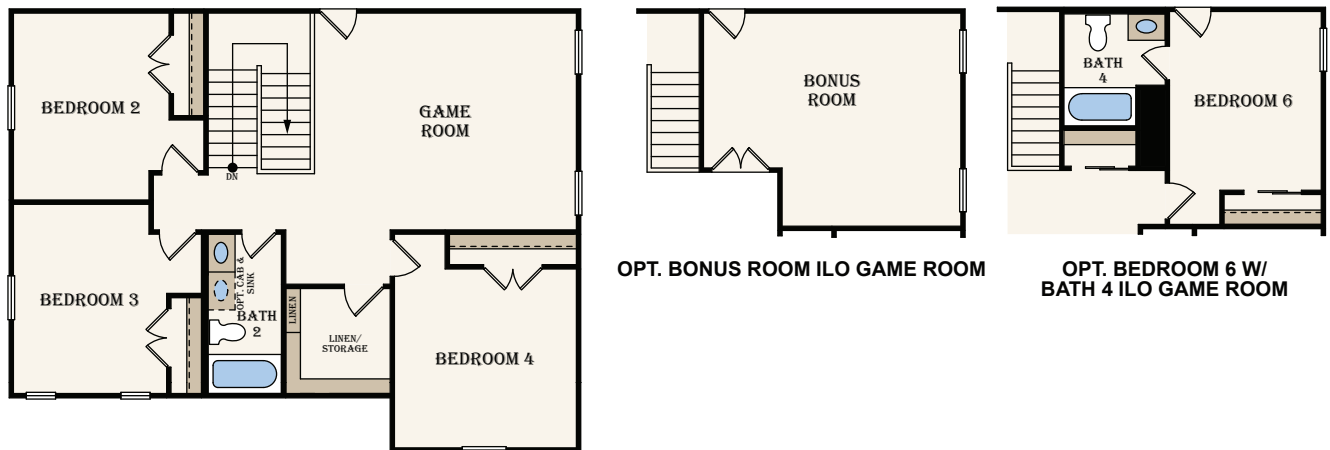 BEDROOM 2
GAME
ROOM
DN
BEDROOM 3
OPT. CAB &
SINK
BATH
2
LINEN
LINEN/
STORAGE
BEDROOM 4
BONUS
ROOM
OPT. BONUS ROOM ILO GAME ROOM
BATH
4
BEDROOM 6
OPT. BEDROOM 6 W/
BATH 4 ILO GAME ROOM